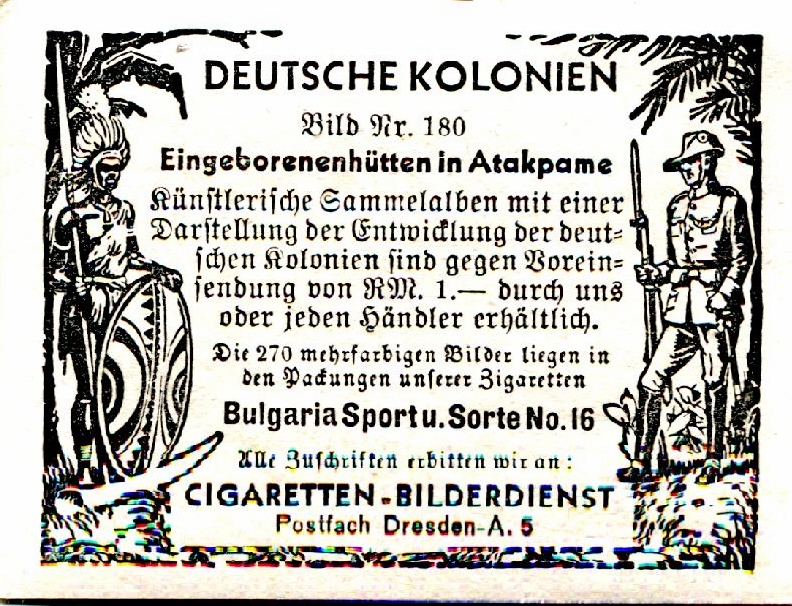 DEUTSCHE KOLONIEN
Bild Nr. 180
Eingeborenenhütten in Atakpame
Künstlerische Sammelalben mit einer
Darstellung der Entwicklung der deut-
schen Kolonien sind gegen Vorein-
sendung von RM. 1.— durch uns
oder jeden Händler erhältlich.
Die 270 mehrfarbigen Bilder liegen in
den Packungen unserer Zigaretten
Bulgaria Sport u. Sorte No. 16
Alle Zuschriften erbitten wir an:
CIGARETTEN-BILDERDIENST
Postfach Dresden-A. 5